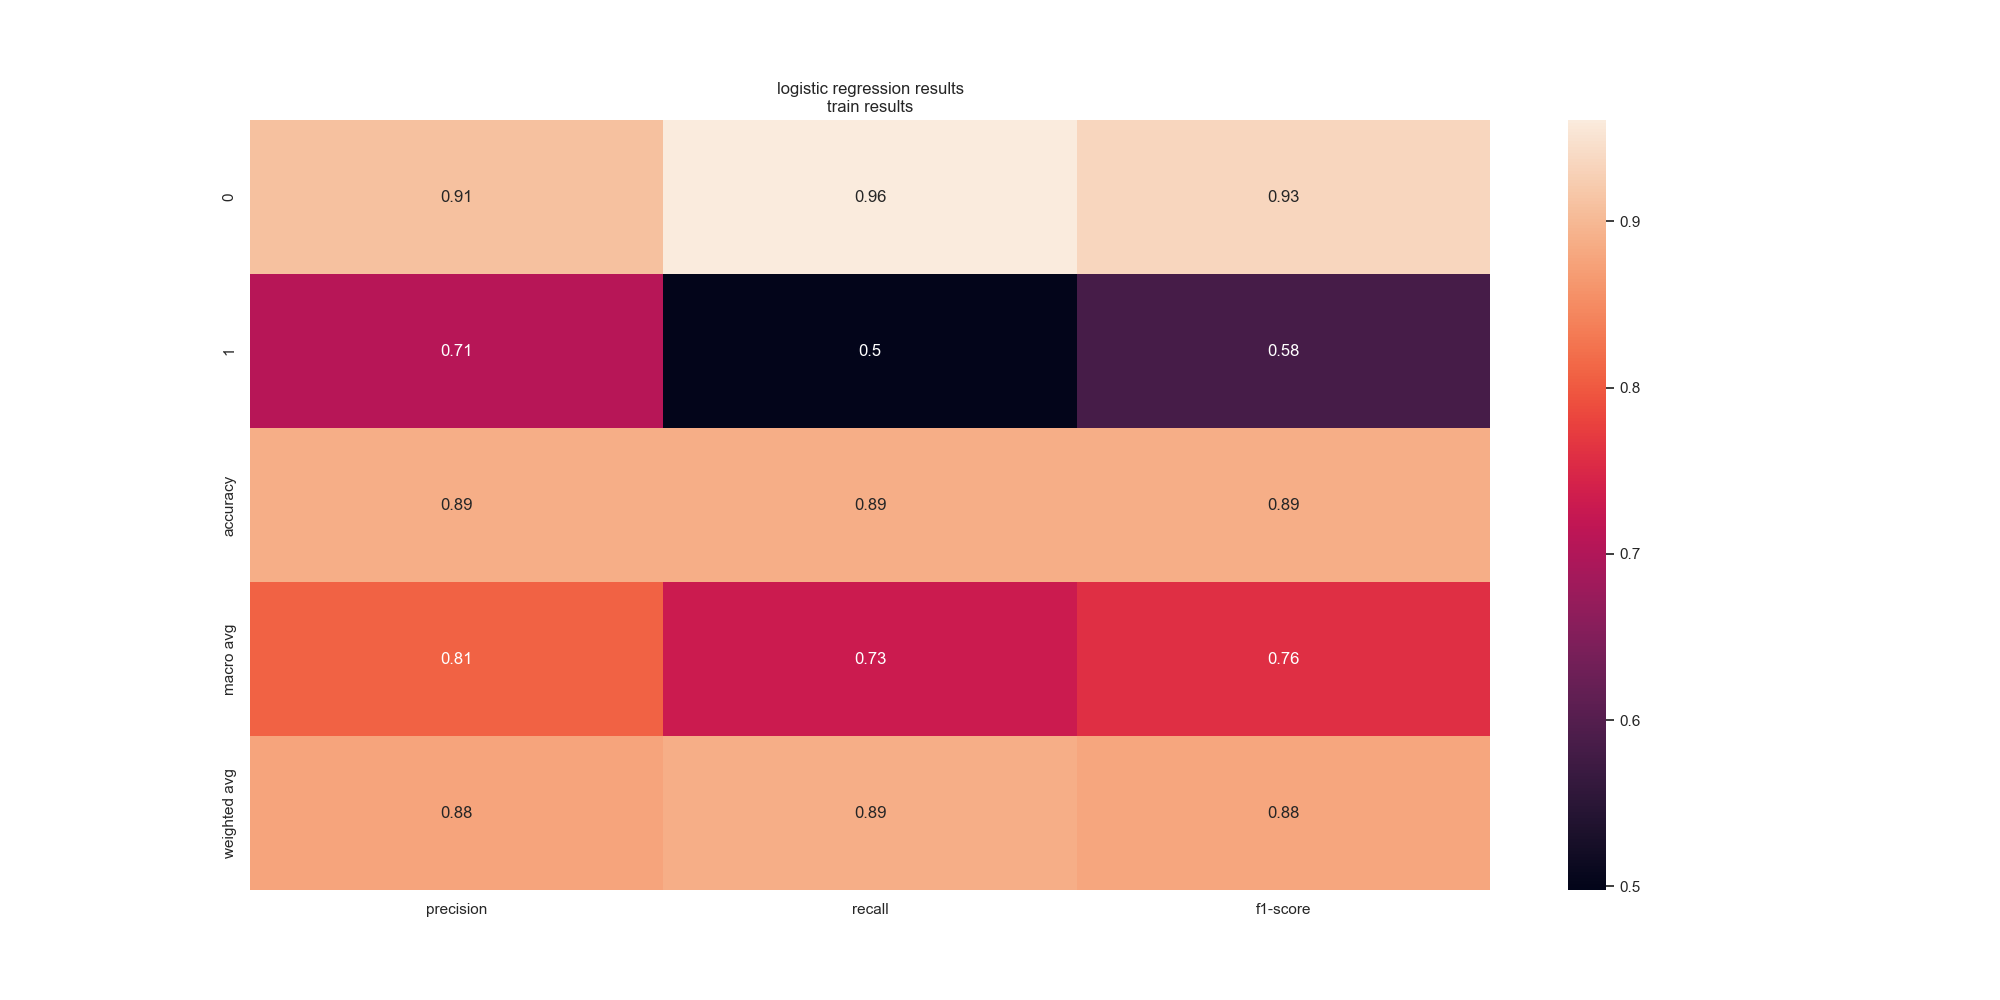 logistic regression results
train results
0
0.91
0.96
0.93
1
0.71
0.5
0.58
accuracy
0.89
0.89
0.89
macro avg
0.81
0.73
0.76
weighted avg
0.88
0.89
0.88
precision
recall
f1-score
0.9
0.8
0.7
0.6
0.5